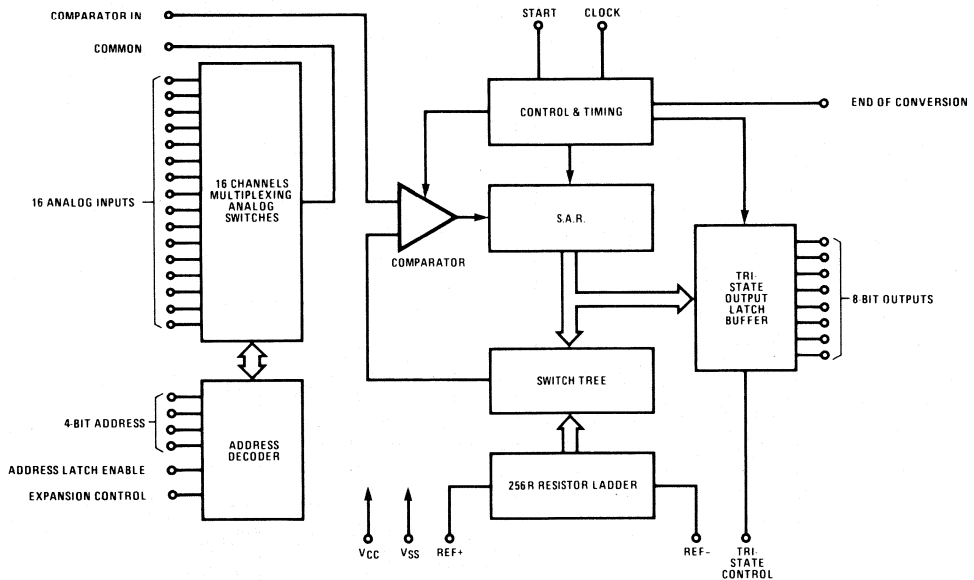 START
CLOCK
COMPARATOR IN
COMMON
CONTROL & TIMING
END OF CONVERSION
16 ANALOG INPUTS
16 CHANNELS
MULTIPLEXING
ANALOG
SWITCHES
S.A.R.
COMPARATOR
TRI-
STATE
OUTPUT
LATCH
BUFFER
8-BIT OUTPUTS
SWITCH TREE
4-BIT ADDRESS
ADDRESS
DECODER
ADDRESS LATCH ENABLE
EXPANSION CONTROL
256R RESISTOR LADDER
VCC
VSS
REF+
REF-
TRI-
STATE
CONTROL